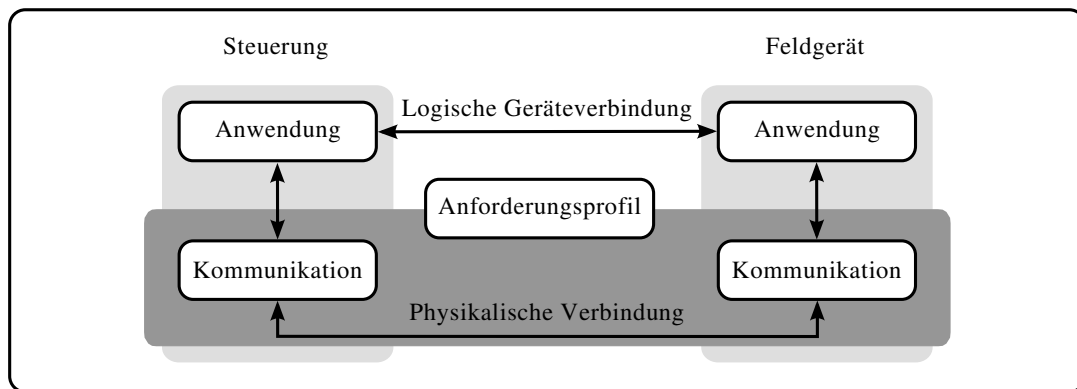 Steuerung
Feldgerät
Logische Geräteverbindung
Anwendung
Anwendung
Anforderungsprofil
Kommunikation
Kommunikation
Physikalische Verbindung